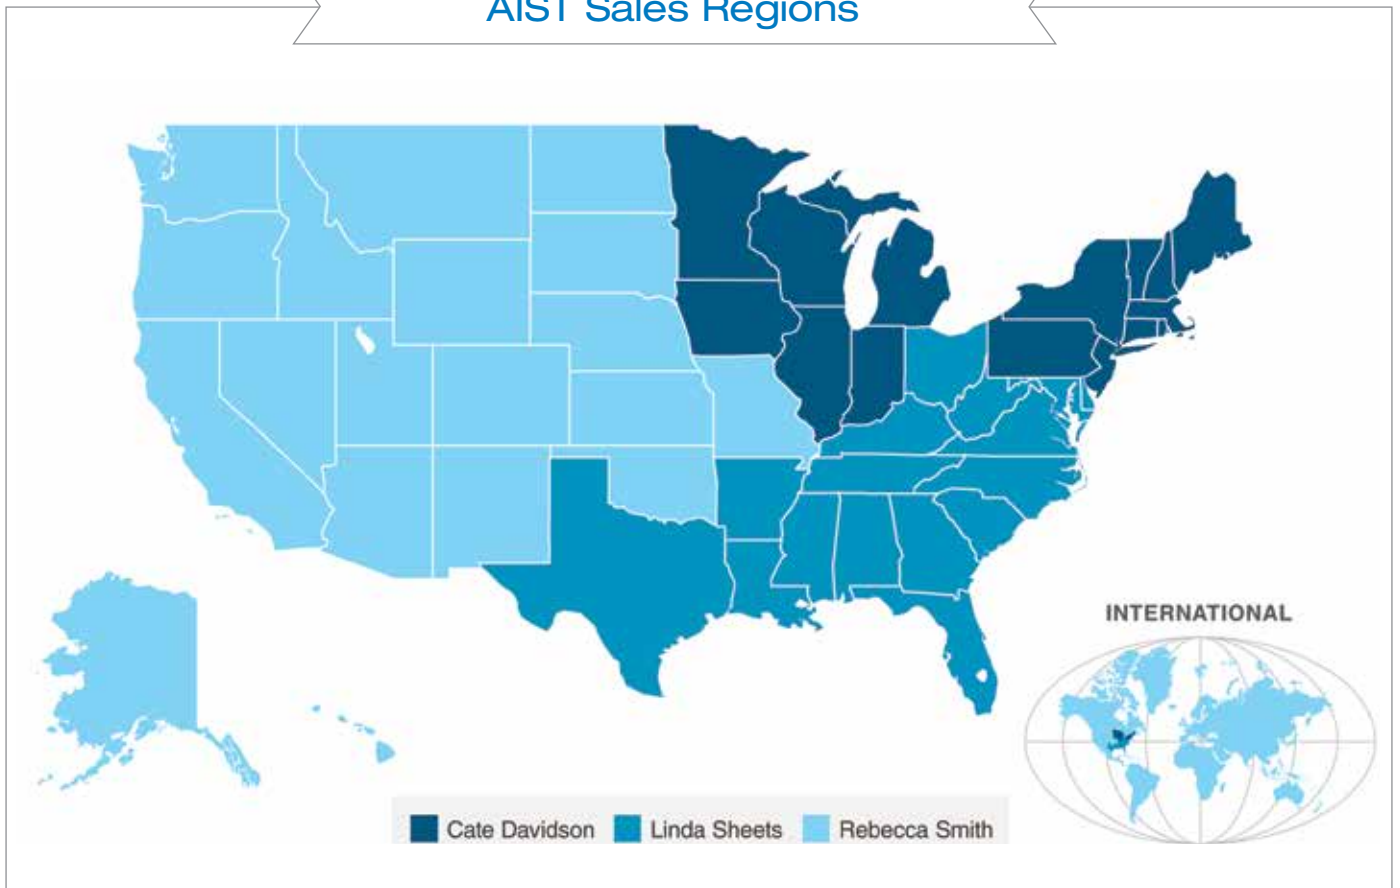 AIST Sales Regions
INTERNATIONAL
Cate Davidson Linda Sheets Rebecca Smith